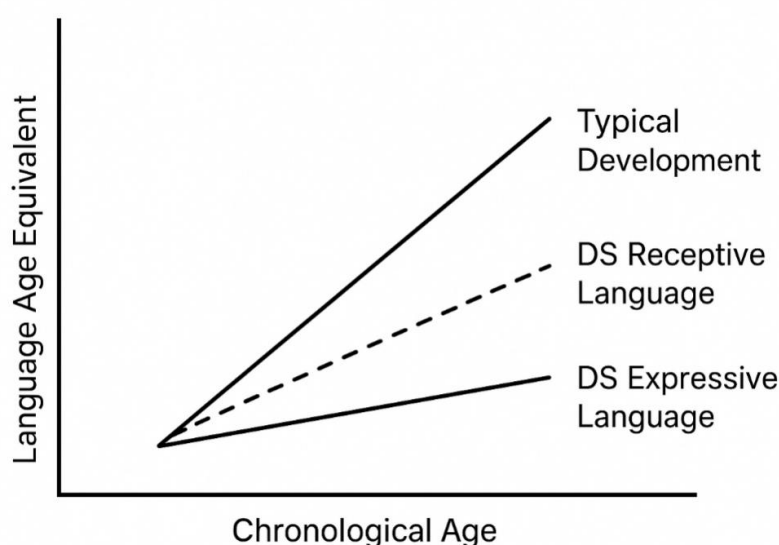 Language Age Equivalent
Typical
Development
DS Receptive
Language
DS Expressive
Language
Chronological Age